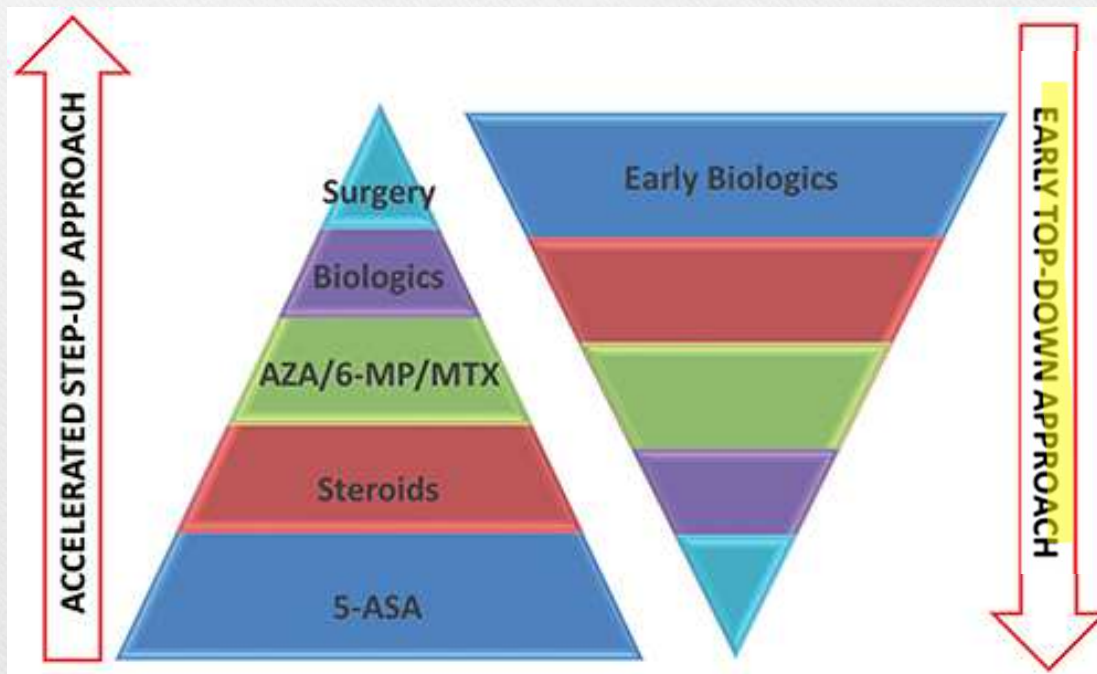 ACCELERATED STEP-UP APPROACH
Surgery
Biologics
AZA/6-MP/MTX
Steroids
5-ASA
Early Biologics
EARLY TOP-DOWN APPROACH